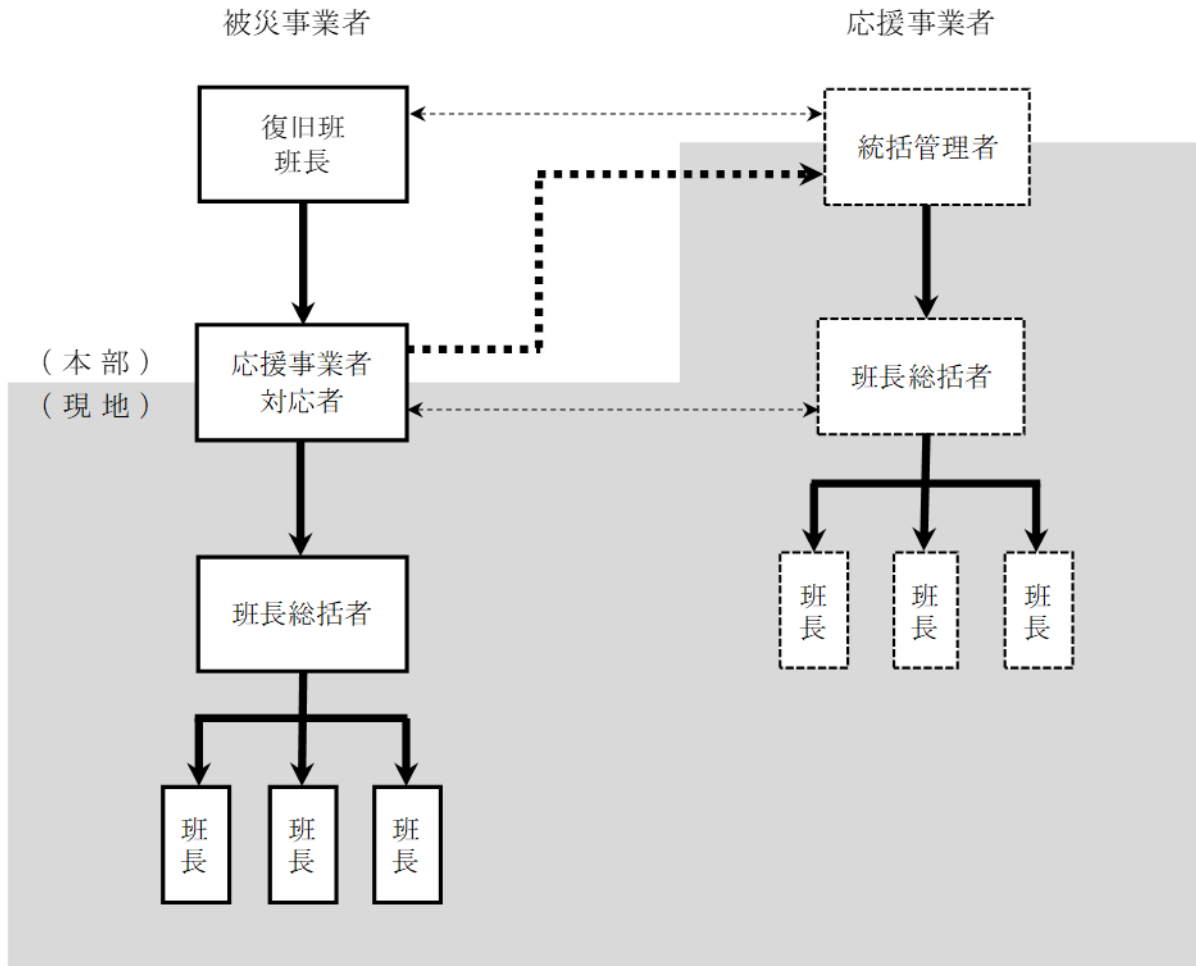 被災事業者
応援事業者
復旧班
班長
統括管理者
(本部)
(現地)
応援事業者
対応者
班長総括者
班長総括者
班長
班長
班長
班長
班長
班長